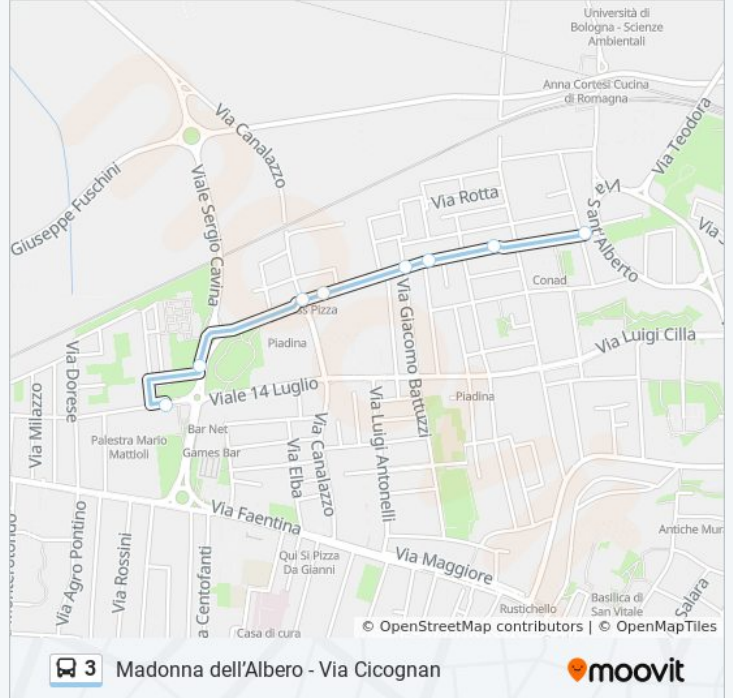 Università di
Bologna - Scienze
Ambientali
Anna Cortesi Cucina
di Romagna
Via Canalazzo
Via Teodora
Giuseppe Fuschini
Viale Sergio Cavina
Via Rotta
Via
Sant'Alberto
Via S
Conad
ss Pizza
Piadina
Via Giacomo Battuzzi
Via Luigi Cilla
Via Dorese
Via Milazzo
Viale 14 Luglio
Piadina
Palestra Mario
Mattioli
Bar Net
Games Bar
Via Elba
Via Canalazzo
Via Luigi Antonelli
Via Faentina
Via Maggiore
Antiche Mur
Via Agro Pontino
Via Rossini
a Centofanti
Qui Si Pizza
Da Gianni
Casa di cura
Rustichello
Basilica di
San Vitale
Salara
© OpenStreetMap contributors | © OpenMapTiles
3 Madonna dell'Albero - Via Cicognan
moovit